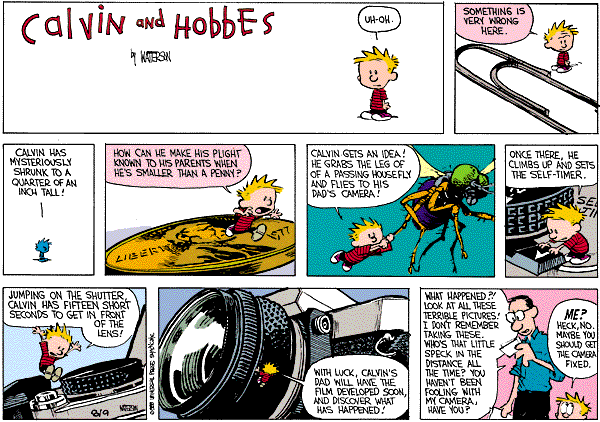 Calvin and HobbEs
by WATERSON
UH-OH.
SOMETHING IS
VERY WRONG
HERE.
CALVIN HAS
MYSTERIOUSLY
SHRUNK TO A
QUARTER OF AN
INCH TALL!
HOW CAN HE MAKE HIS PLIGHT
KNOWN TO HIS PARENTS WHEN
HE'S SMALLER THAN A PENNY?
LIBERTY
CALVIN GETS AN IDEA!
HE GRABS THE LEG OF
OF A PASSING HOUSEFLY
AND FLIES TO HIS
DAD'S CAMERA!
ONCE THERE, HE
CLIMBS UP AND SETS
THE SELF-TIMER.
JUMPING ON THE SHUTTER,
CALVIN HAS FIFTEEN SHORT
SECONDS TO GET IN FRONT
OF THE
LENS!
8/9
WATERSON
WITH LUCK, CALVIN'S
DAD WILL HAVE THE
FILM DEVELOPED SOON,
AND DISCOVER WHAT
HAS HAPPENED!
WHAT HAPPENED?!
LOOK AT ALL THESE
TERRIBLE PICTURES!
I DON'T REMEMBER
TAKING THESE.
WHO'S THAT LITTLE
SPECK IN THE
DISTANCE ALL
THE TIME? YOU
HAVEN'T BEEN
FOOLING WITH
MY CAMERA,
HAVE YOU?
ME?
HECK, NO.
MAYBE YOU
SHOULD GET
THE CAMERA
FIXED.